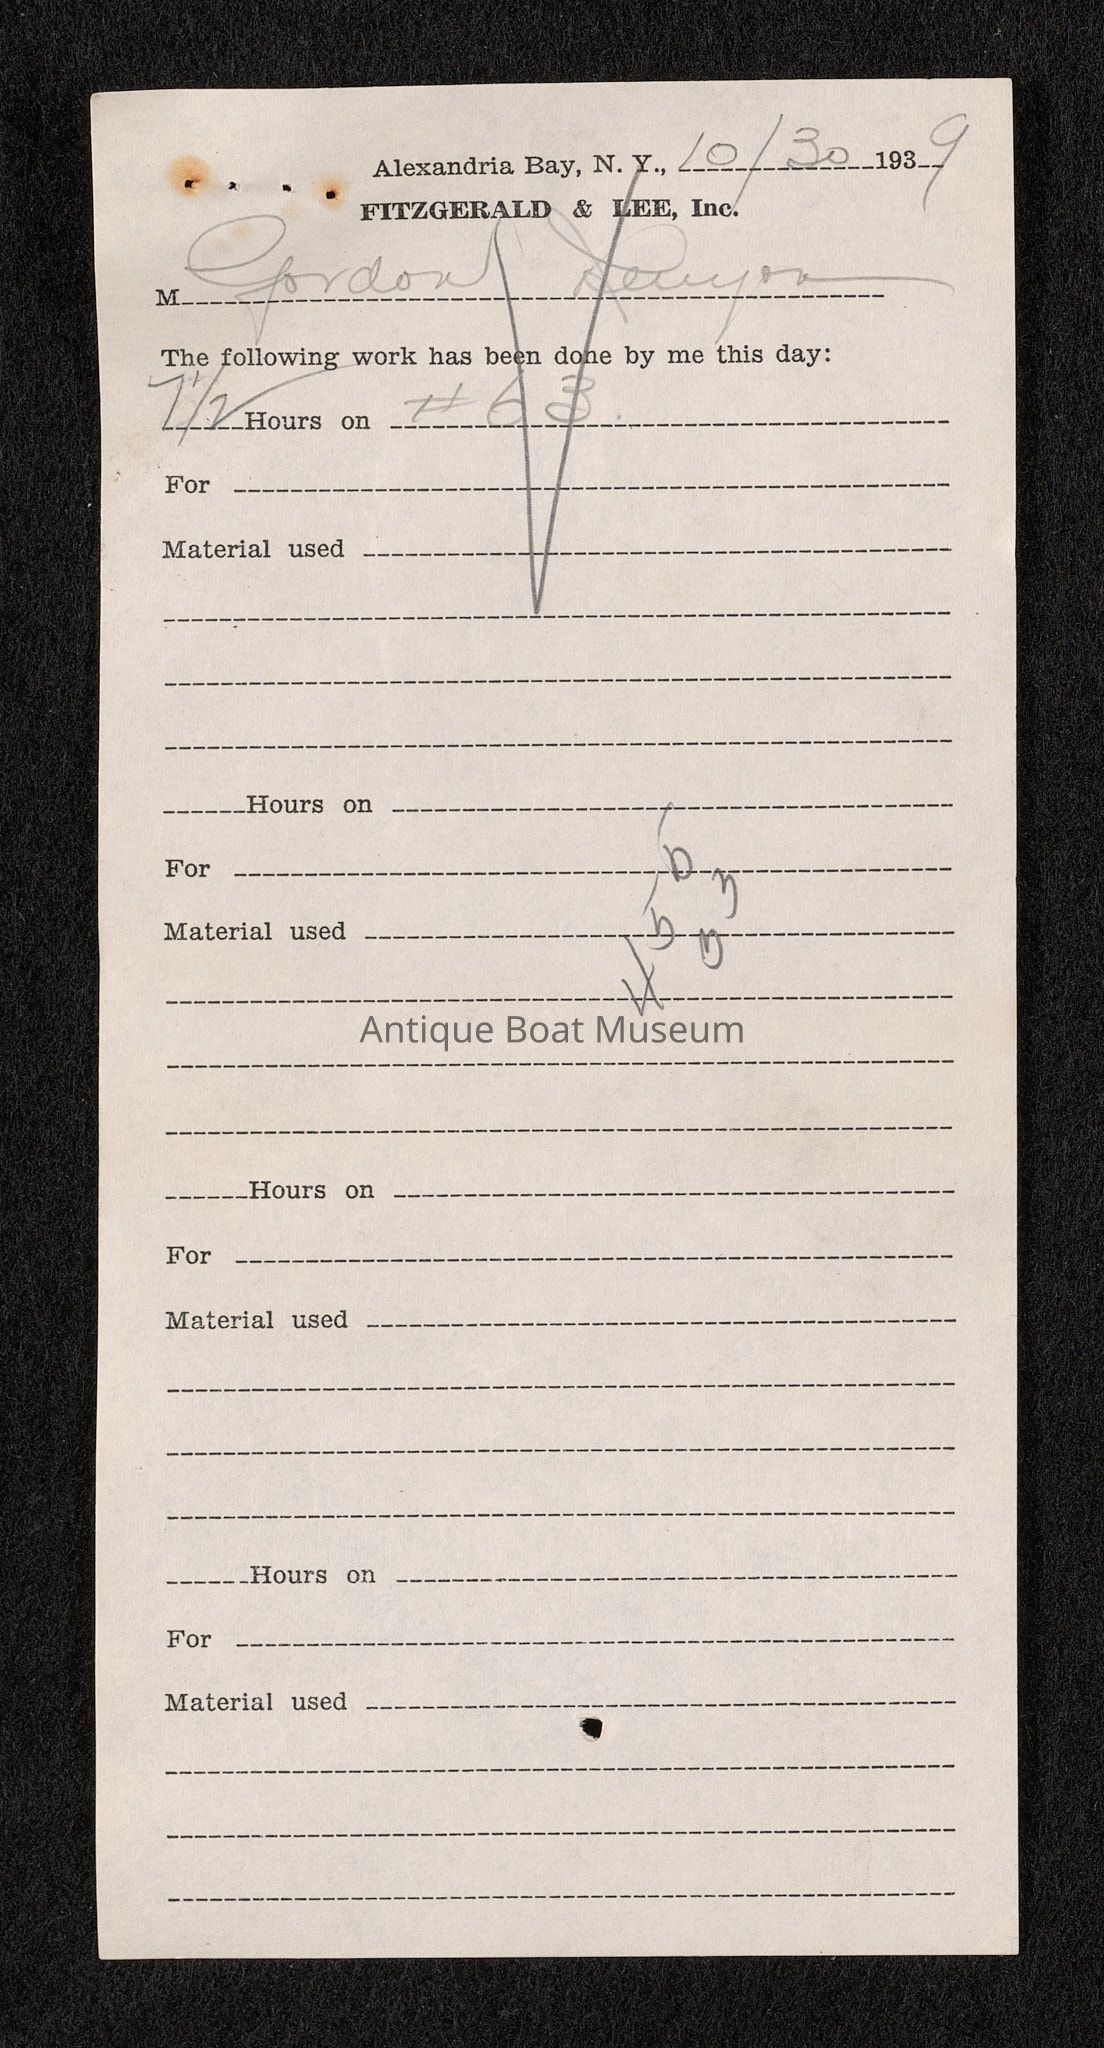 Alexandria Bay, N. Y., 10/30 1939
FITZGERALD & LEE, Inc.
M Gordon Kenyon
The following work has been done by me this day:
7 1/2 Hours on #63.
For
Material used
Hours on
For
Material used
Antique Boat Museum
Hours on
For
Material used
Hours on
For
Material used